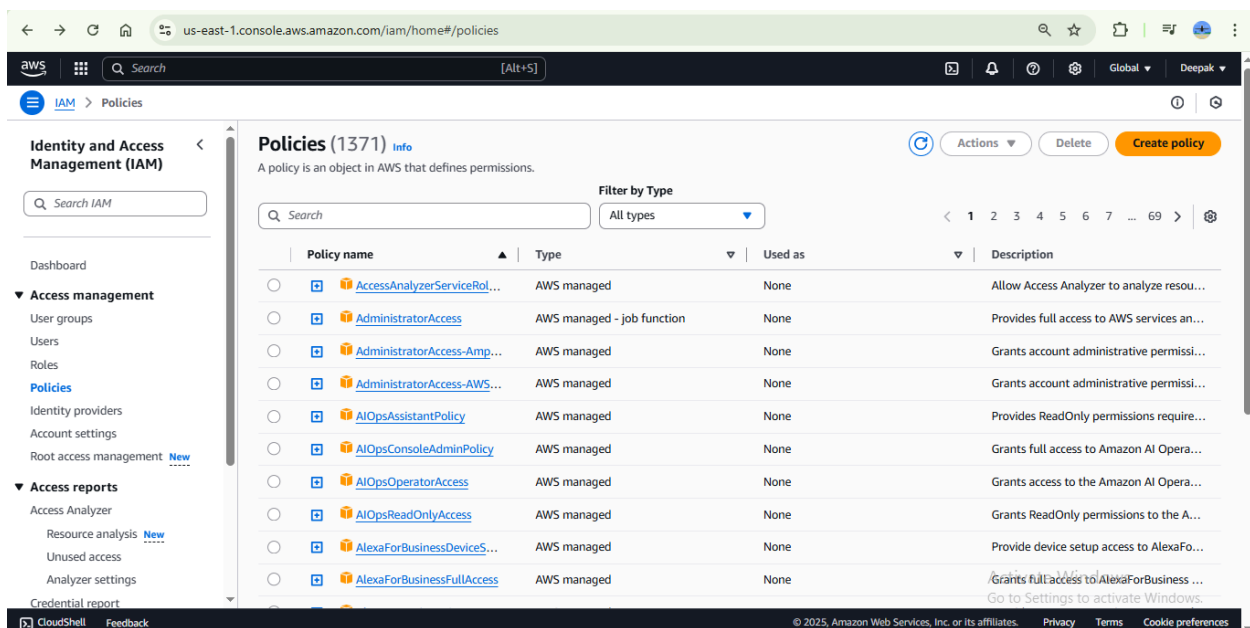 us-east-1.console.aws.amazon.com/iam/home#/policies
aws Search [Alt+S] Global Deepak
IAM > Policies
Identity and Access Management (IAM)
Search IAM
Dashboard
Access management
User groups
Users
Roles
Policies
Identity providers
Account settings
Root access management New
Access reports
Access Analyzer
Resource analysis New
Unused access
Analyzer settings
Credential report
Policies (1371) Info
Actions Delete Create policy
A policy is an object in AWS that defines permissions.
Filter by Type
Search All types 1 2 3 4 5 6 7 ... 69
Policy name Type Used as Description
AccessAnalyzerServiceRol... AWS managed None Allow Access Analyzer to analyze resou...
AdministratorAccess AWS managed - job function None Provides full access to AWS services an...
AdministratorAccess-Amp... AWS managed None Grants account administrative permissi...
AdministratorAccess-AWS... AWS managed None Grants account administrative permissi...
AIOpsAssistantPolicy AWS managed None Provides ReadOnly permissions require...
AIOpsConsoleAdminPolicy AWS managed None Grants full access to Amazon AI Opera...
AIOpsOperatorAccess AWS managed None Grants access to the Amazon AI Opera...
AIOpsReadOnlyAccess AWS managed None Grants ReadOnly permissions to the A...
AlexaForBusinessDeviceS... AWS managed None Provide device setup access to AlexaFo...
AlexaForBusinessFullAccess AWS managed None Grants full access to AlexaForBusiness ...
Activate Windows
Go to Settings to activate Windows.
CloudShell Feedback © 2025, Amazon Web Services, Inc. or its affiliates. Privacy Terms Cookie preferences